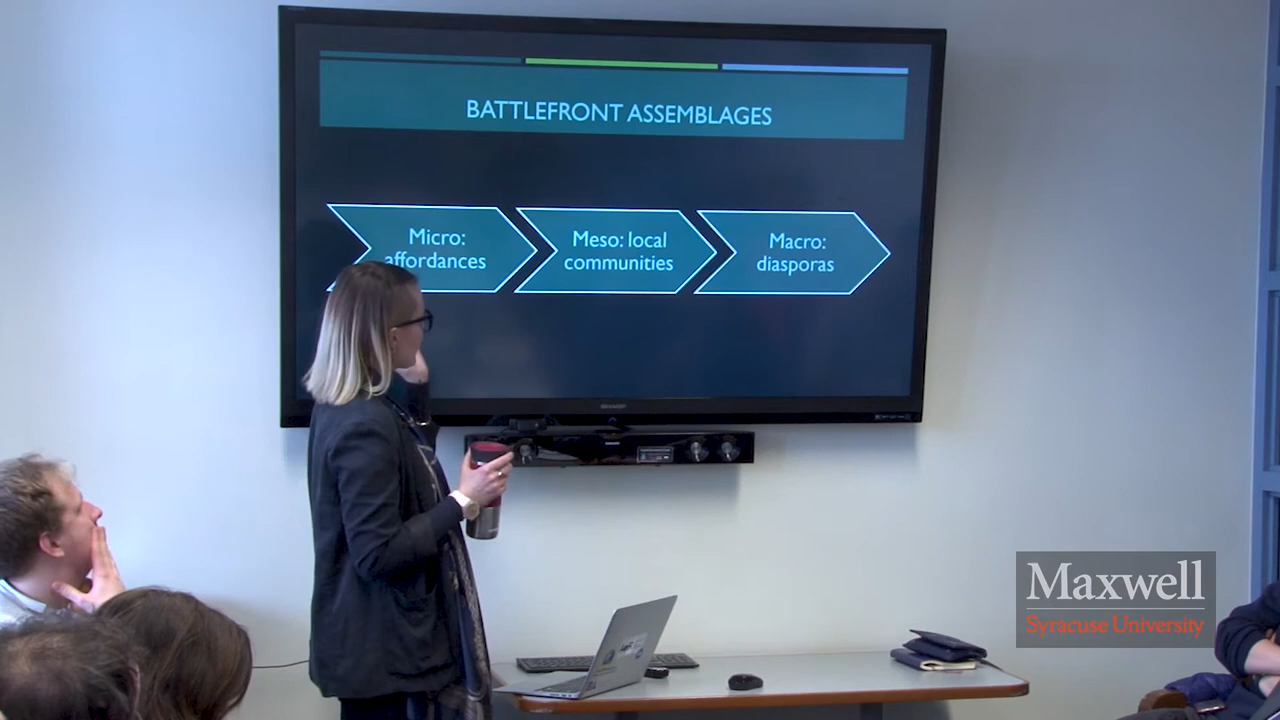 BATTLEFRONT ASSEMBLAGES
Micro:
affordances
Meso: local
communities
Macro:
diasporas
SHARP
Maxwell
Syracuse University